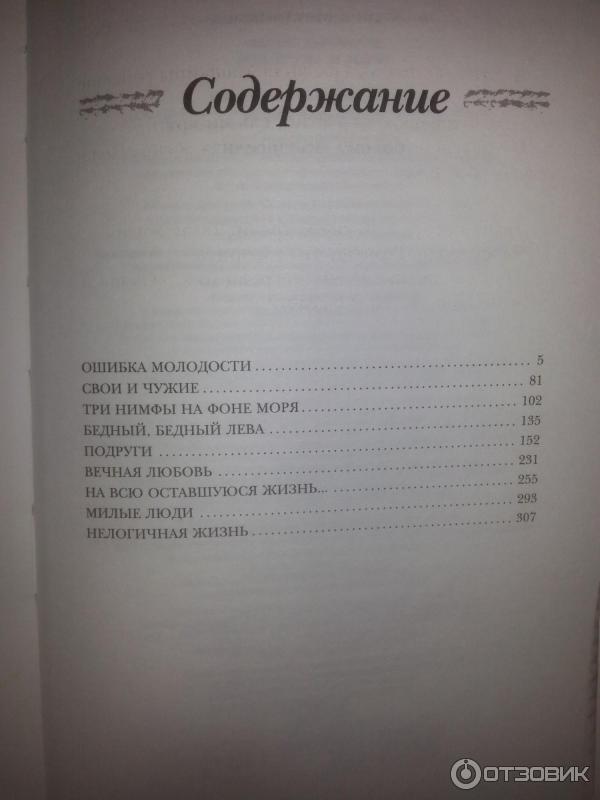 Содержание
ОШИБКА МОЛОДОСТИ 5
СВОИ И ЧУЖИЕ 81
ТРИ НИМФЫ НА ФОНЕ МОРЯ 102
БЕДНЫЙ, БЕДНЫЙ ЛЕВА 135
ПОДРУГИ 152
ВЕЧНАЯ ЛЮБОВЬ 231
НА ВСЮ ОСТАВШУЮСЯ ЖИЗНЬ... 255
МИЛЫЕ ЛЮДИ 293
НЕЛОГИЧНАЯ ЖИЗНЬ 307
ОТЗОВИК